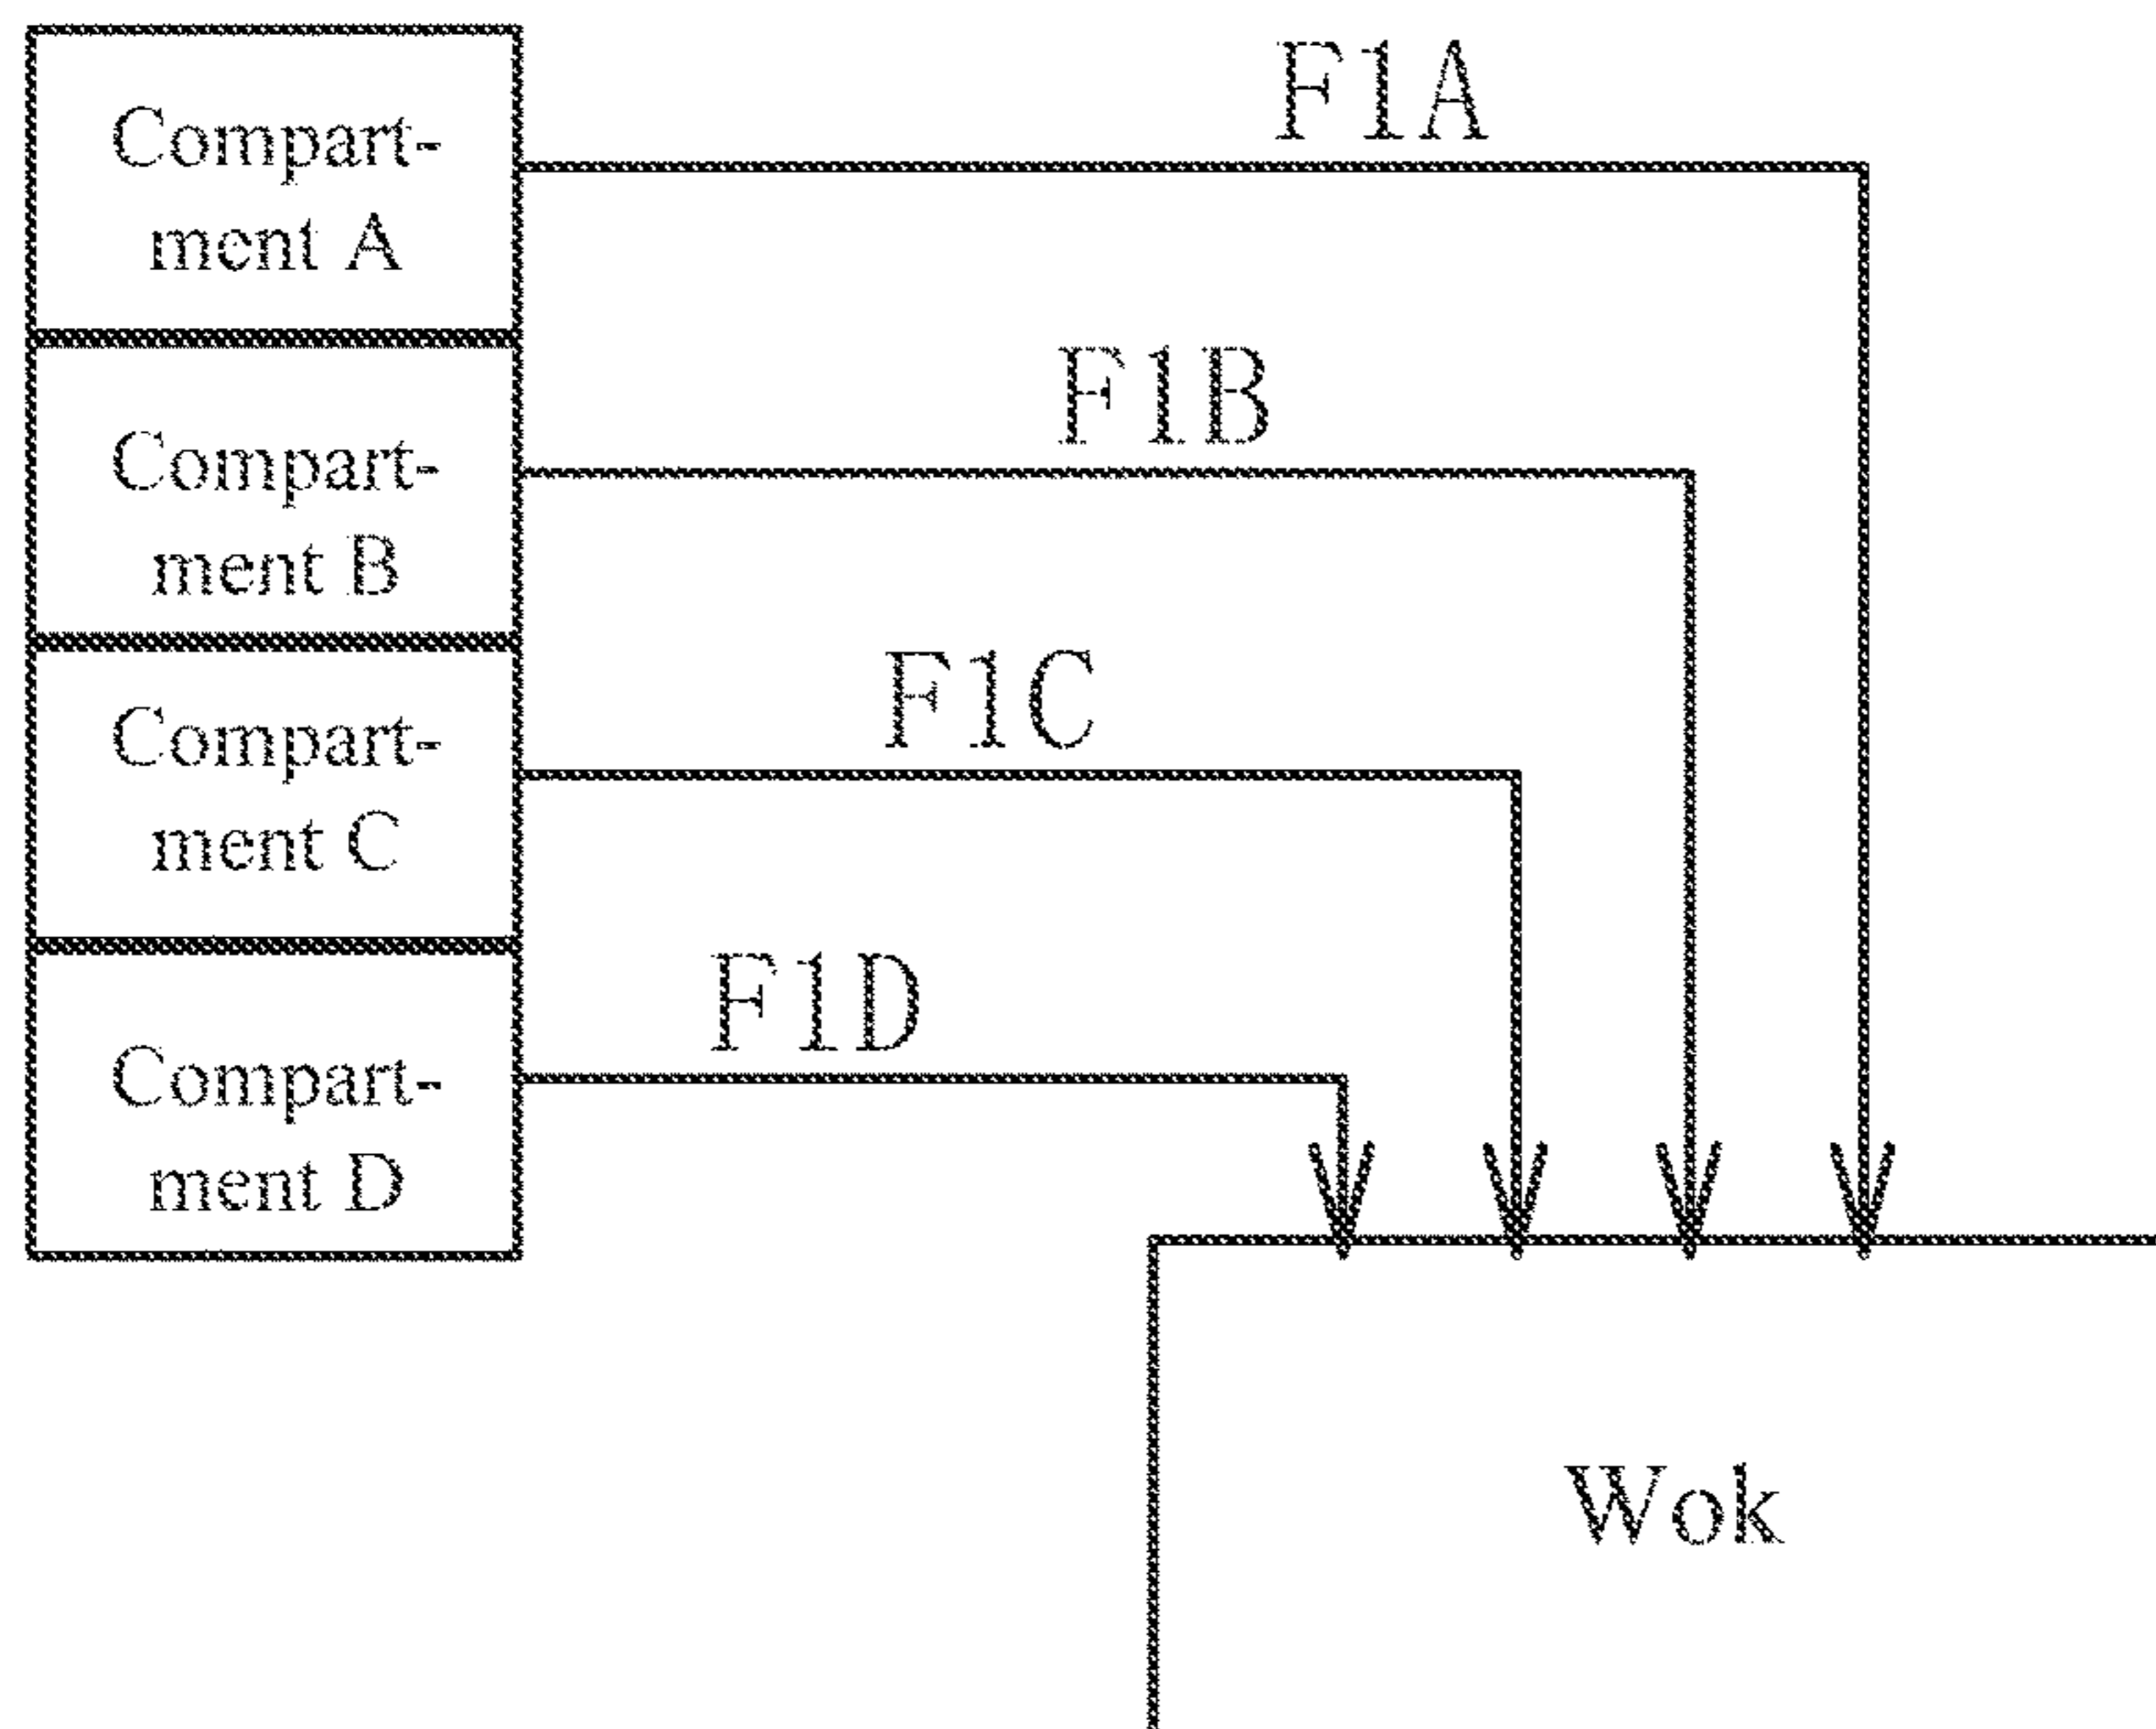 Compart-
ment A
F1A
Compart-
ment B
F1B
Compart-
ment C
F1C
Compart-
ment D
F1D
Wok